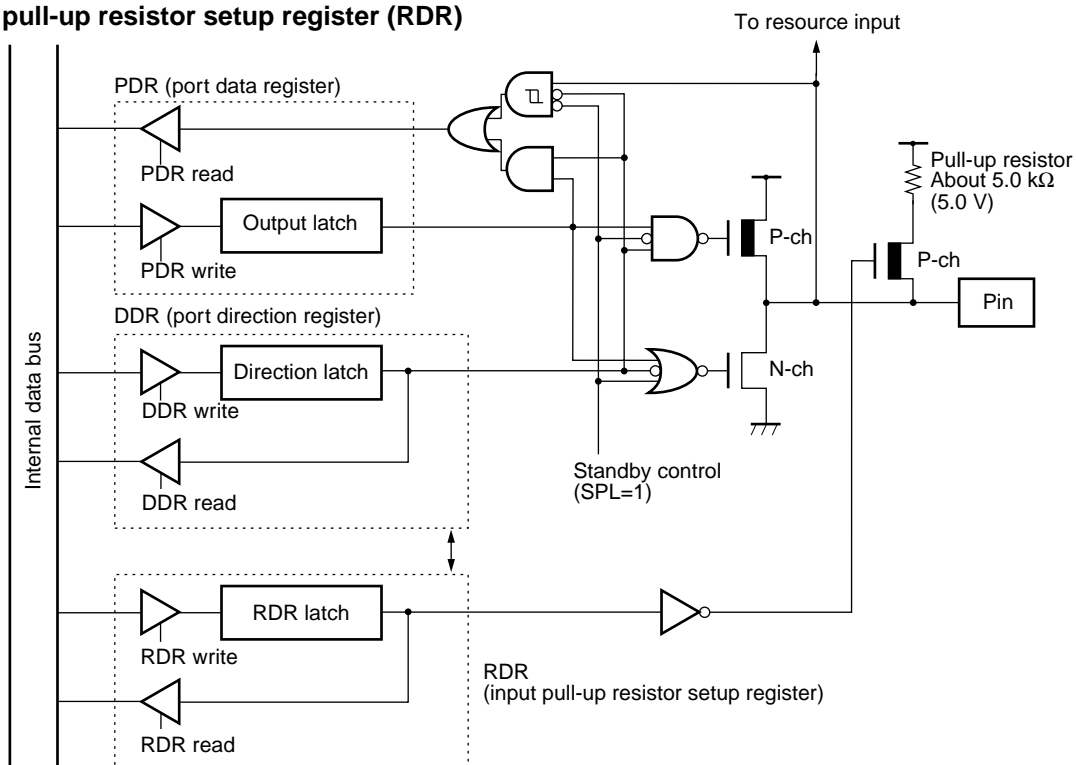 pull-up resistor setup register (RDR)
To resource input
PDR (port data register)
PDR read
Pull-up resistor
About 5.0 kΩ
(5.0 V)
Output latch
PDR write
P-ch
P-ch
Pin
DDR (port direction register)
Internal data bus
Direction latch
DDR write
N-ch
DDR read
Standby control
(SPL=1)
RDR latch
RDR write
RDR
(input pull-up resistor setup register)
RDR read